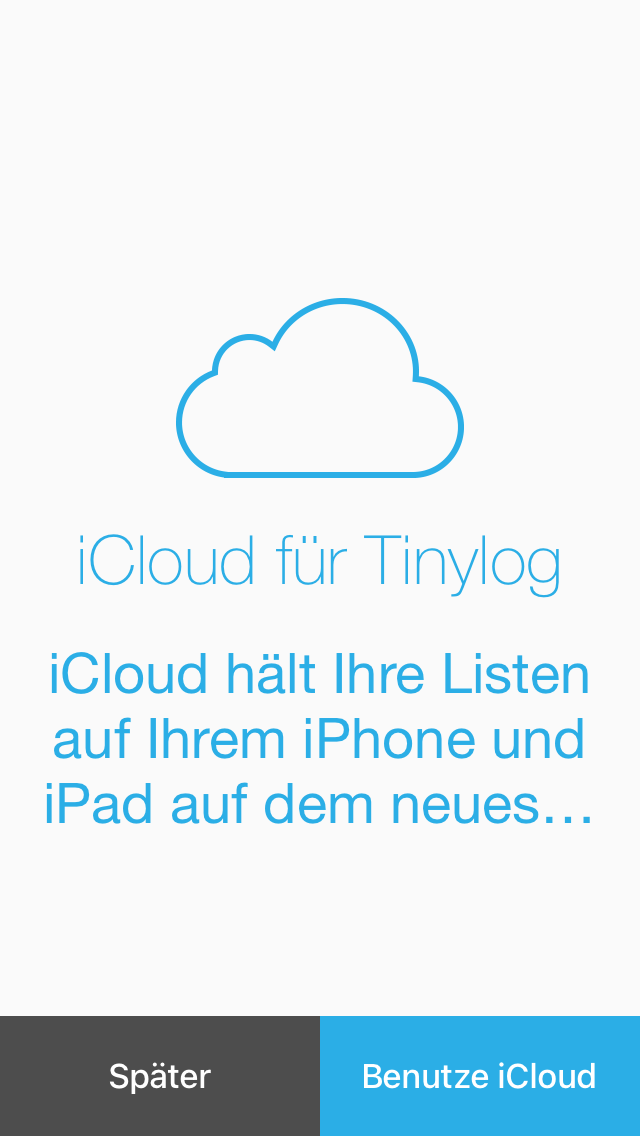 iCloud für Tinylog
iCloud hält Ihre Listen
auf Ihrem iPhone und
iPad auf dem neues…
Später
Benutze iCloud